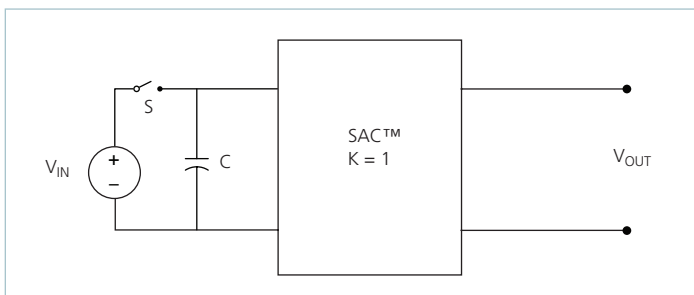 S
SAC™
K = 1
V_IN
+
–
C
V_OUT